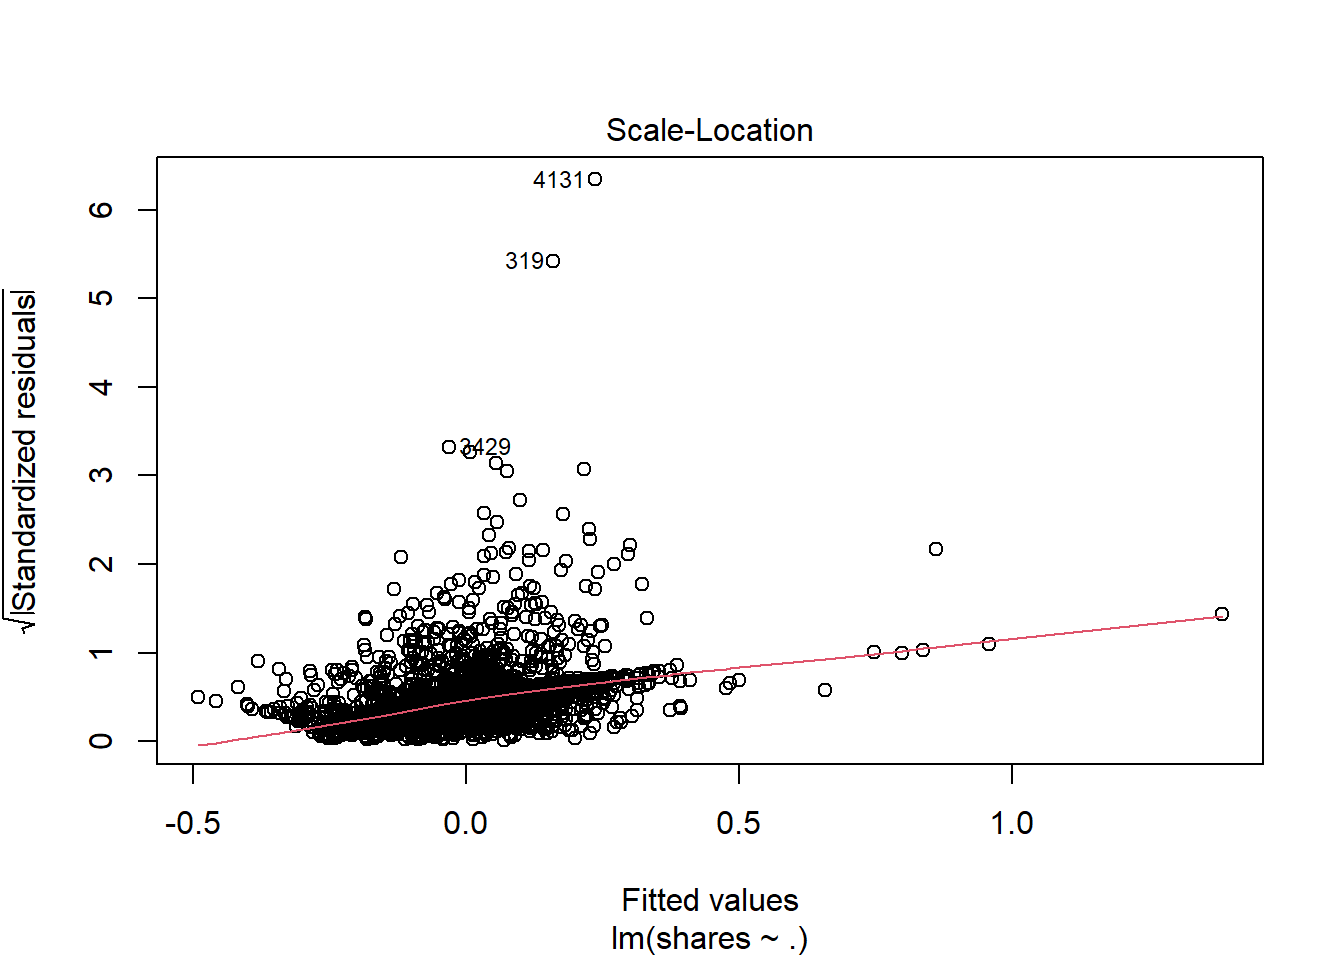 Scale-Location
√|Standardized residuals|
6
5
4
3
2
1
0
4131
319
3429
-0.5 0.0 0.5 1.0
Fitted values
lm(shares ~ .)